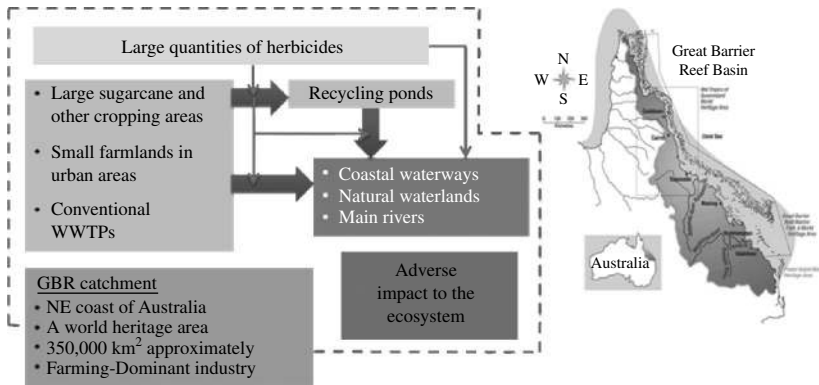 Large quantities of herbicides
• Large sugarcane and
other cropping areas
• Small farmlands in
urban areas
• Conventional
WWTPs
Recycling ponds
• Coastal waterways
• Natural waterlands
• Main rivers
GBR catchment
• NE coast of Australia
• A world heritage area
• 350,000 km² approximately
• Farming-Dominant industry
Adverse
impact to the
ecosystem
Great Barrier
Reef Basin
N
W E
S
Coral Sea
Australia